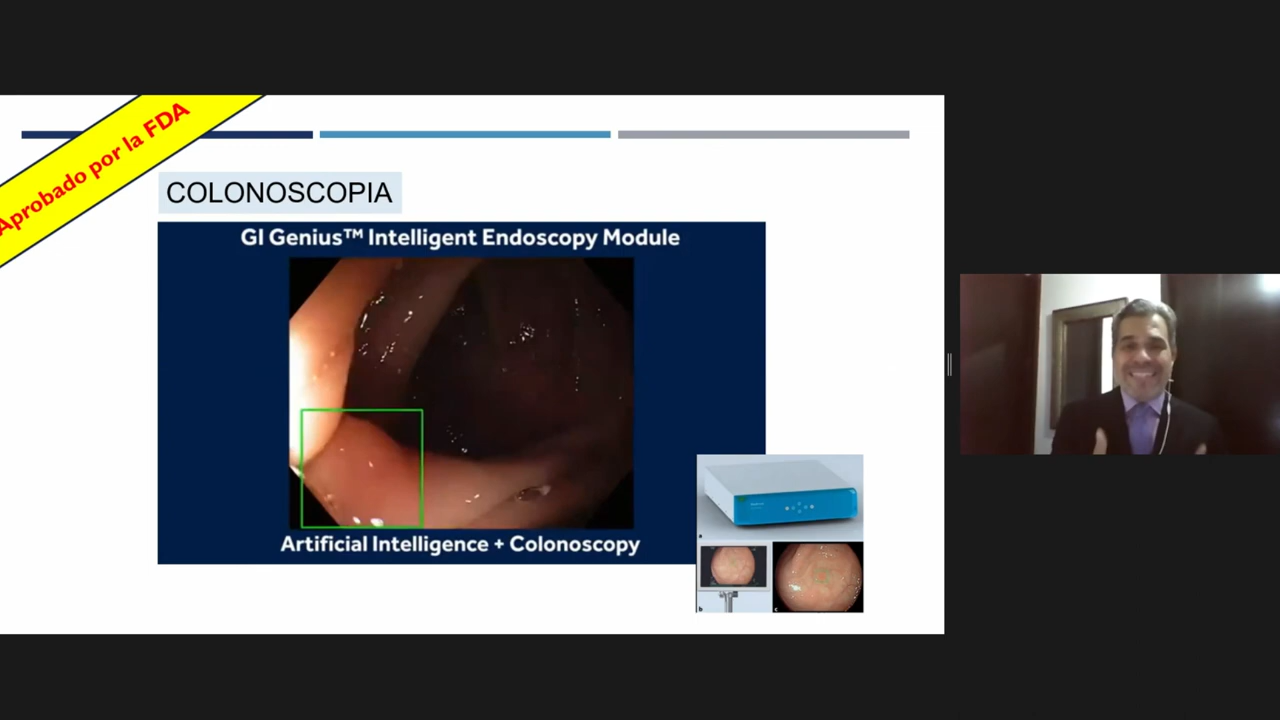 Aprobado por la FDA
COLONOSCOPIA
GI Genius™ Intelligent Endoscopy Module
Artificial Intelligence + Colonoscopy
a
b
c